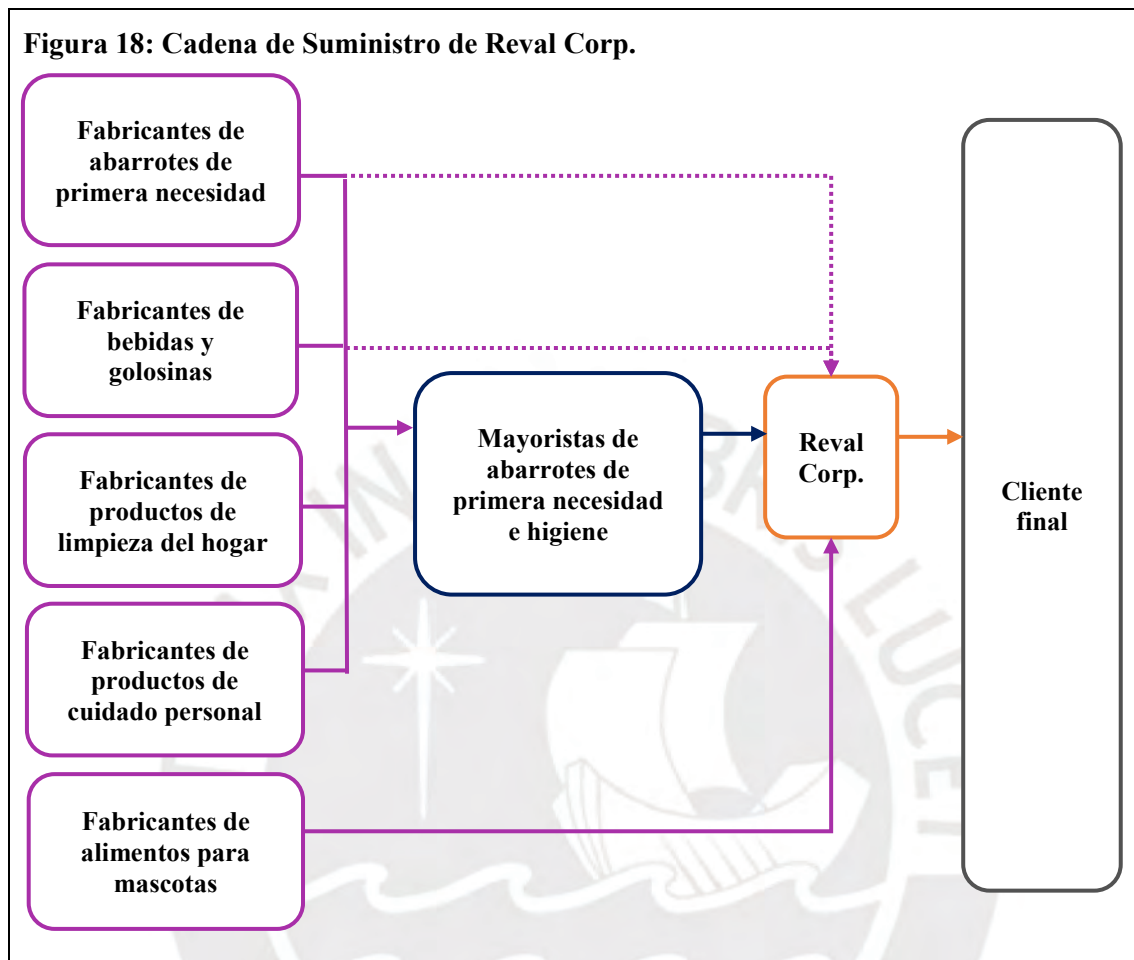 Figura 18: Cadena de Suministro de Reval Corp.
Fabricantes de
abarrotes de
primera necesidad
Fabricantes de
bebidas y
golosinas
Fabricantes de
productos de
limpieza del hogar
Fabricantes de
productos de
cuidado personal
Fabricantes de
alimentos para
mascotas
Mayoristas de
abarrotes de
primera necesidad
e higiene
Reval
Corp.
Cliente
final